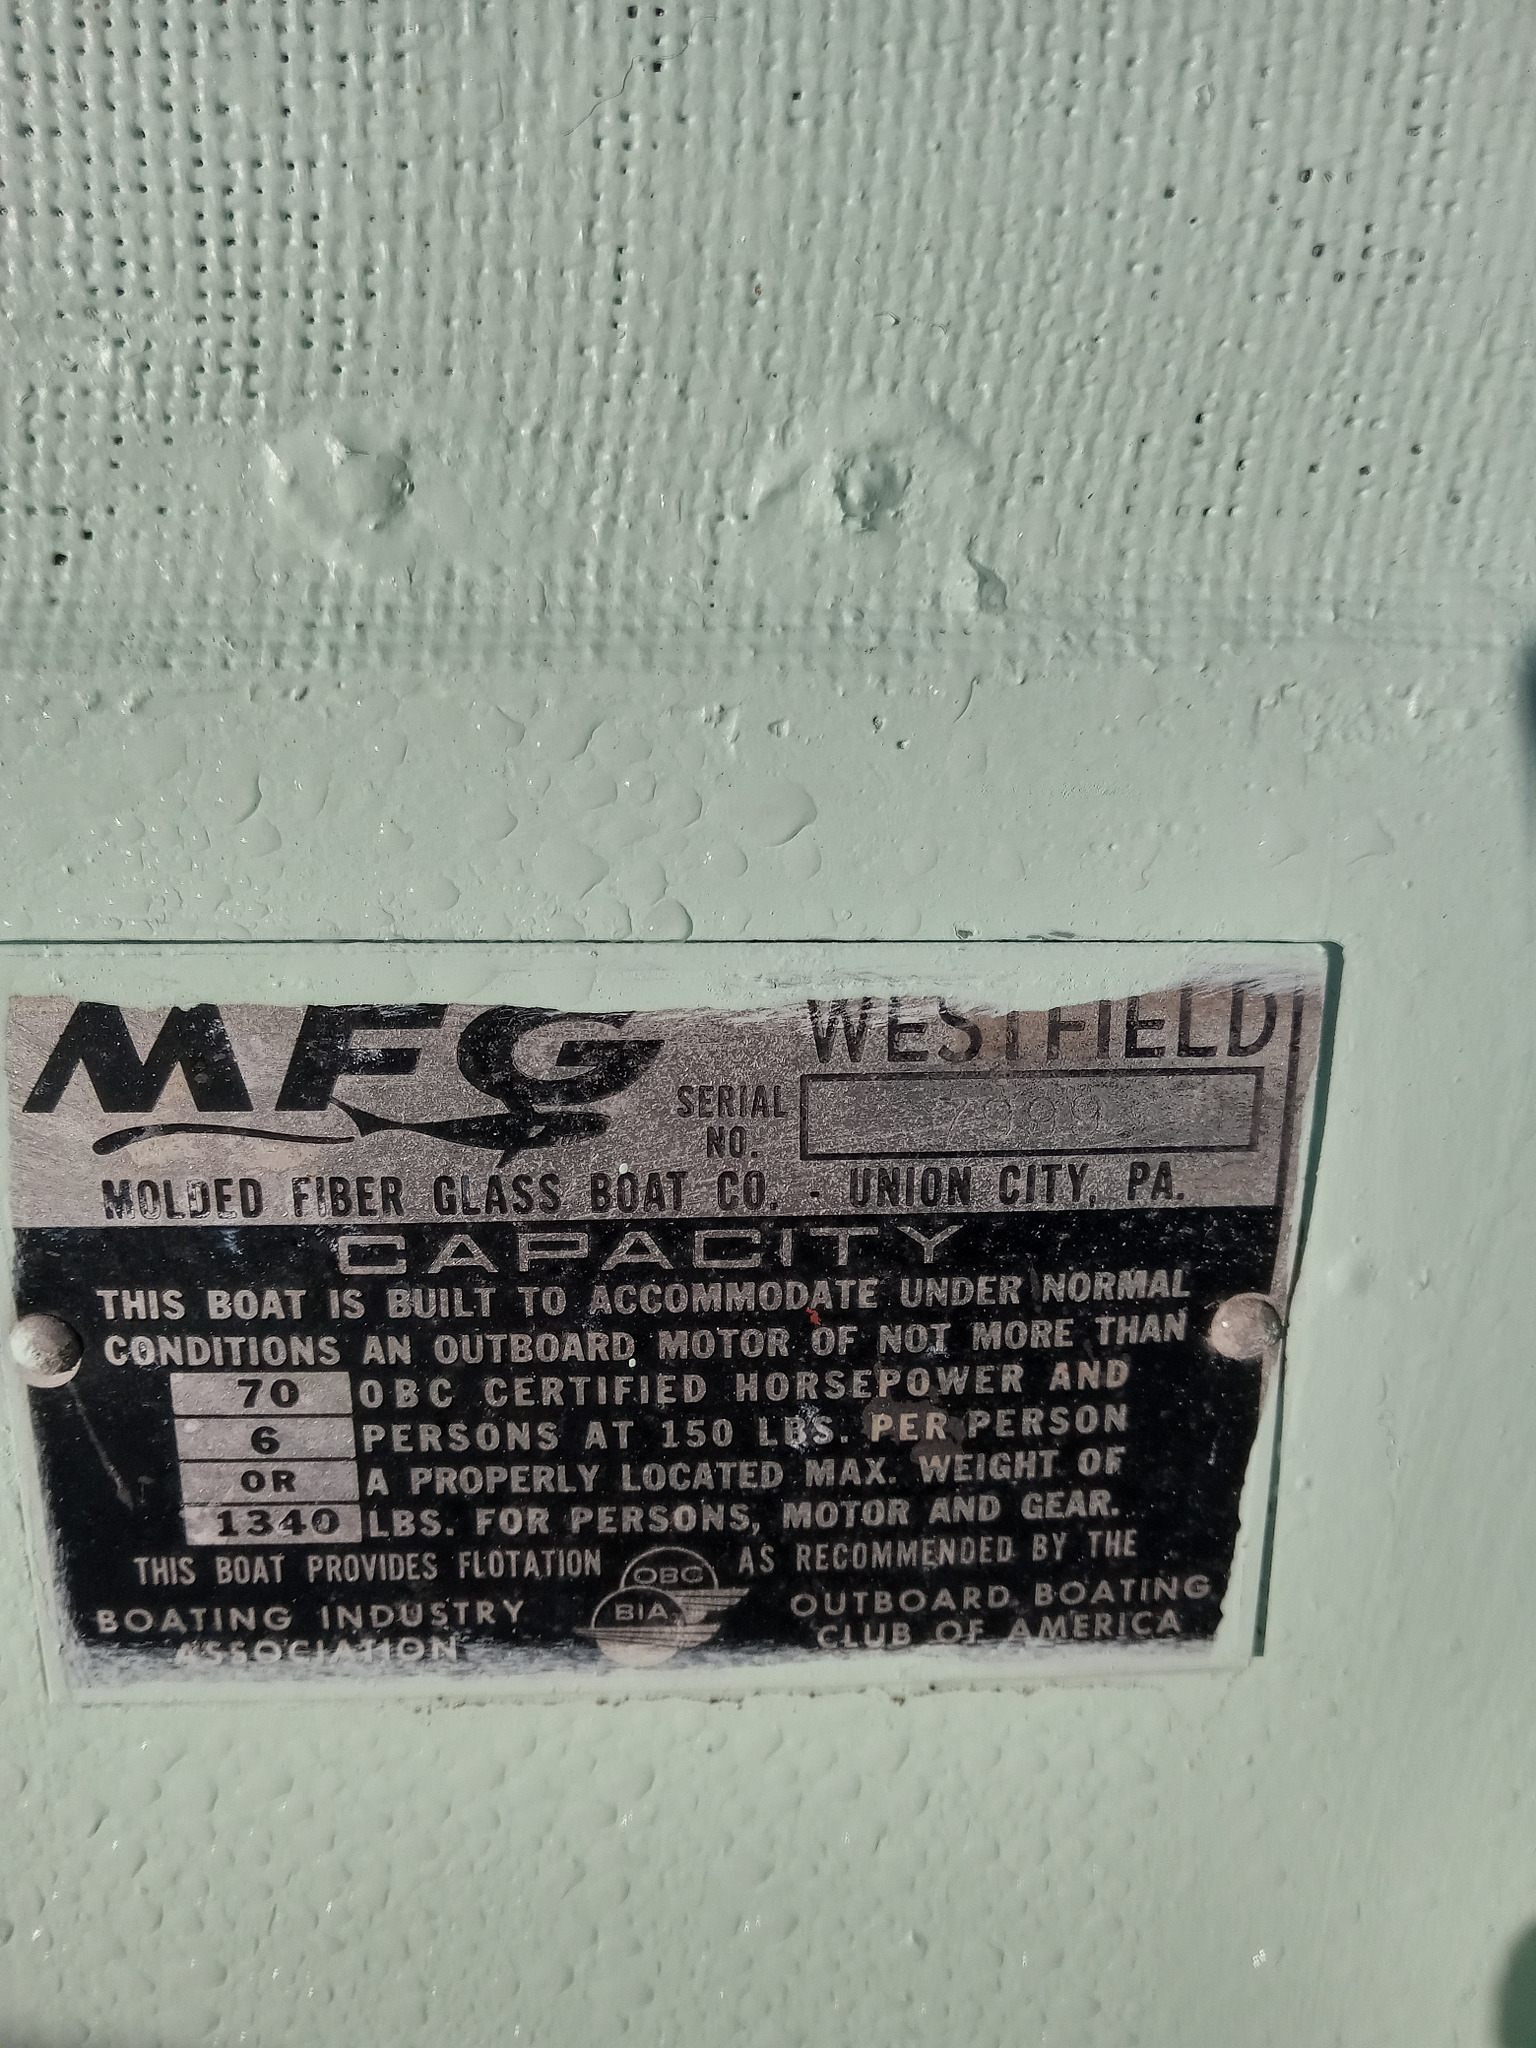 MFG
WESTFIELD
SERIAL
NO.
MOLDED FIBER GLASS BOAT CO. - UNION CITY, PA.
CAPACITY
THIS BOAT IS BUILT TO ACCOMMODATE UNDER NORMAL
CONDITIONS AN OUTBOARD MOTOR OF NOT MORE THAN
70 OBC CERTIFIED HORSEPOWER AND
6 PERSONS AT 150 LBS. PER PERSON
OR A PROPERLY LOCATED MAX. WEIGHT OF
1340 LBS. FOR PERSONS, MOTOR AND GEAR.
THIS BOAT PROVIDES FLOTATION AS RECOMMENDED BY THE
OBC
BIA
BOATING INDUSTRY
ASSOCIATION
OUTBOARD BOATING
CLUB OF AMERICA